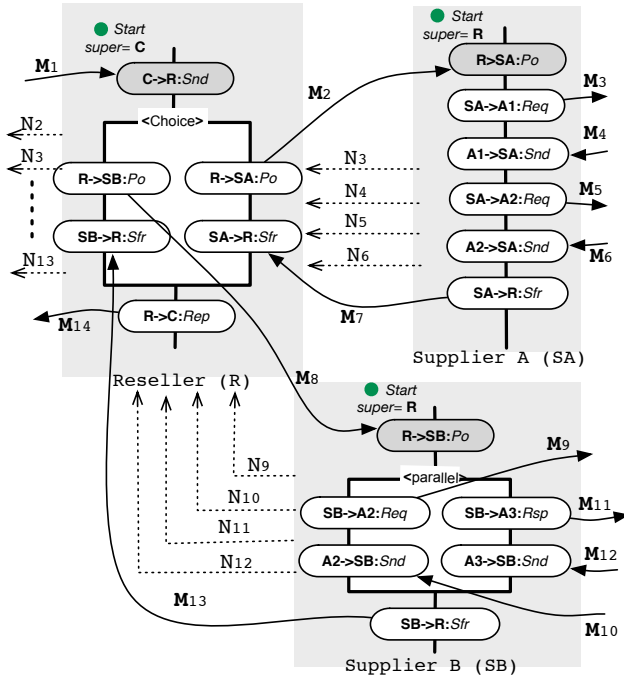 Start
super= C
M1
C->R:Snd
<Choice>
N2
N3
N13
R->SB:Po
R->SA:Po
SB->R:Sfr
SA->R:Sfr
R->C:Rep
M14
Reseller (R)
M2
N3
N4
N5
N6
M7
Start
super= R
R>SA:Po
SA->A1:Req
M3
M4
A1->SA:Snd
SA->A2:Req
M5
A2->SA:Snd
M6
SA->R:Sfr
Supplier A (SA)
M8
Start
super= R
R->SB:Po
<parallel>
M9
N9
N10
N11
N12
SB->A2:Req
SB->A3:Rsp
M11
A2->SB:Snd
A3->SB:Snd
M12
M13
SB->R:Sfr
M10
Supplier B (SB)